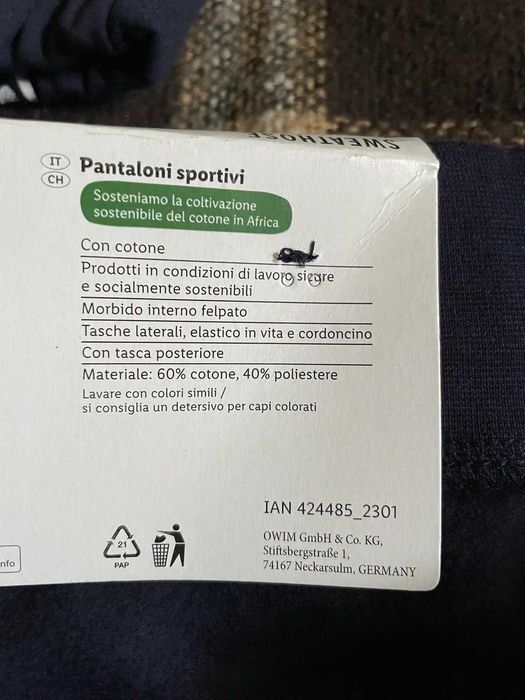 SWEATHOSE
IT
CH
Pantaloni sportivi
Sosteniamo la coltivazione
sostenibile del cotone in Africa
Con cotone
Prodotti in condizioni di lavoro sicure
e socialmente sostenibili
Morbido interno felpato
Tasche laterali, elastico in vita e cordoncino
Con tasca posteriore
Materiale: 60% cotone, 40% poliestere
Lavare con colori simili /
si consiglia un detersivo per capi colorati
IAN 424485_2301
OWIM GmbH & Co. KG,
Stiftsbergstraße 1,
74167 Neckarsulm, GERMANY
21
PAP
nfo